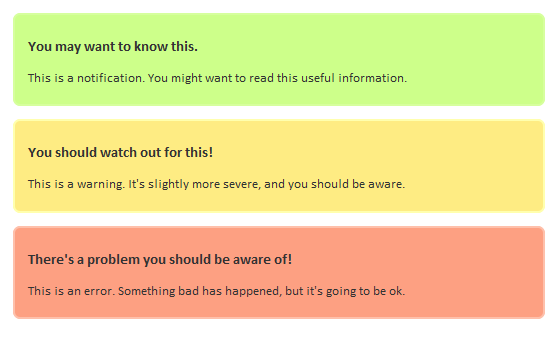 You may want to know this.
This is a notification. You might want to read this useful information.
You should watch out for this!
This is a warning. It's slightly more severe, and you should be aware.
There's a problem you should be aware of!
This is an error. Something bad has happened, but it's going to be ok.